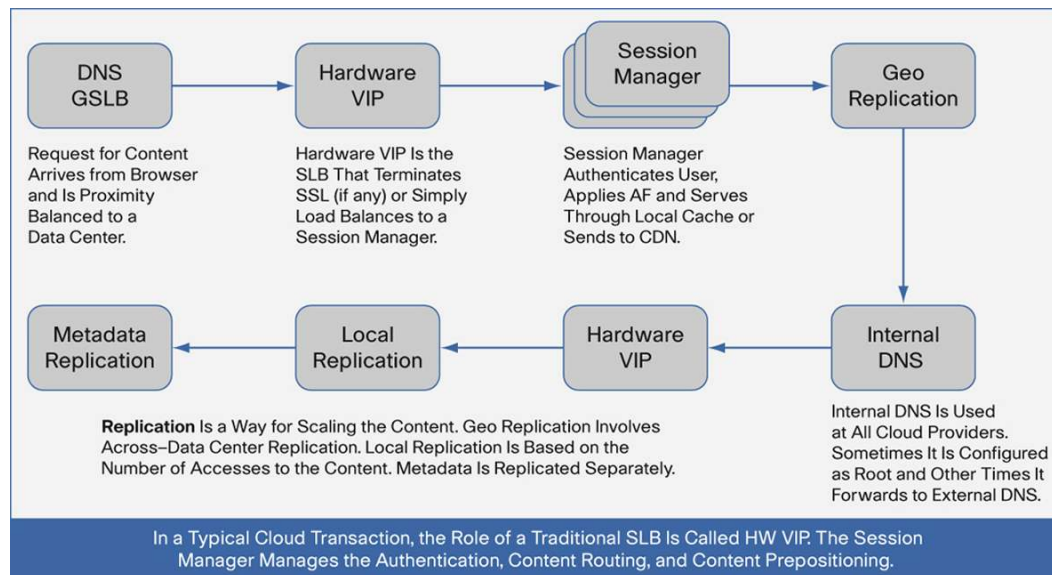 DNS
GSLB
Hardware
VIP
Session
Manager
Geo
Replication
Request for Content
Arrives from Browser
and Is Proximity
Balanced to a
Data Center.
Hardware VIP Is the
SLB That Terminates
SSL (if any) or Simply
Load Balances to a
Session Manager.
Session Manager
Authenticates User,
Applies AF and Serves
Through Local Cache or
Sends to CDN.
Metadata
Replication
Local
Replication
Hardware
VIP
Internal
DNS
Replication Is a Way for Scaling the Content. Geo Replication Involves
Across–Data Center Replication. Local Replication Is Based on the
Number of Accesses to the Content. Metadata Is Replicated Separately.
Internal DNS Is Used
at All Cloud Providers.
Sometimes It Is Configured
as Root and Other Times It
Forwards to External DNS.
In a Typical Cloud Transaction, the Role of a Traditional SLB Is Called HW VIP. The Session
Manager Manages the Authentication, Content Routing, and Content Prepositioning.